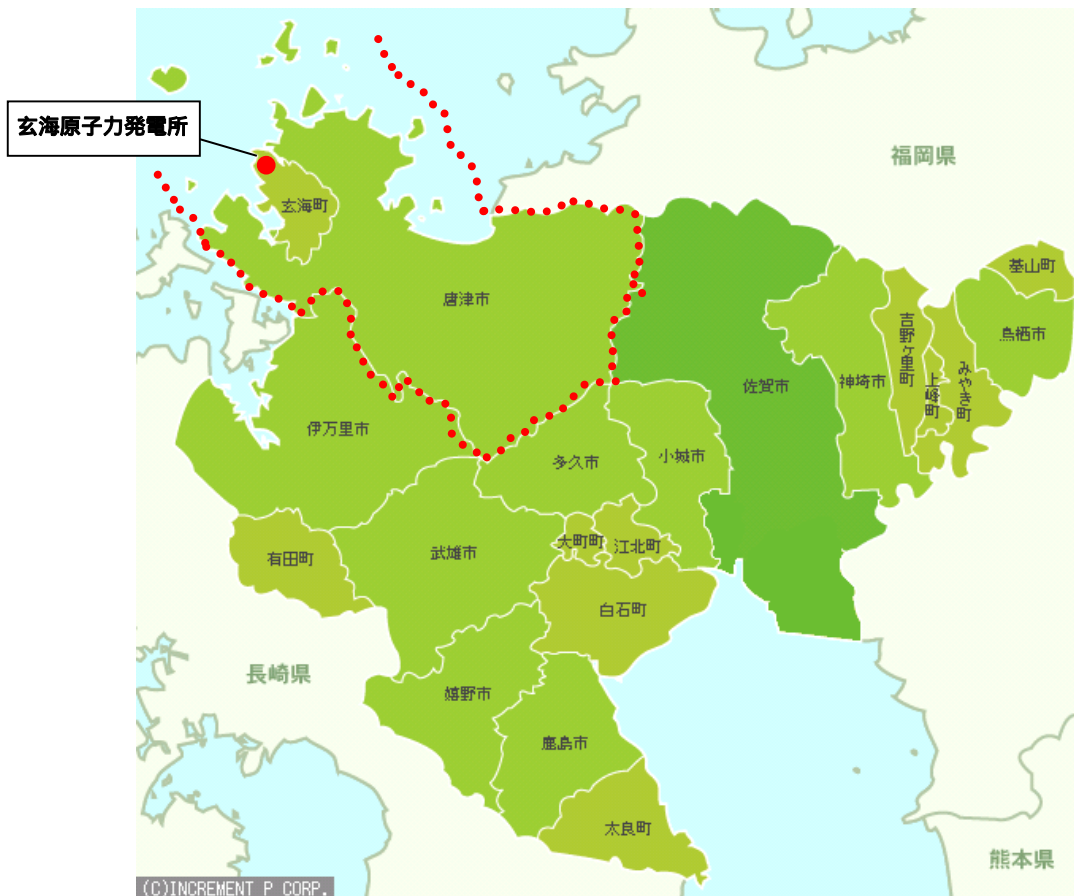 玄海原子力発電所
福岡県
玄海町
基山町
唐津市
鳥栖市
吉野ヶ里町
みやき町
上峰町
神埼市
佐賀市
伊万里市
小城市
多久市
大町町
江北町
武雄市
有田町
白石町
長崎県
嬉野市
鹿島市
太良町
熊本県
(C)INCREMENT P CORP.